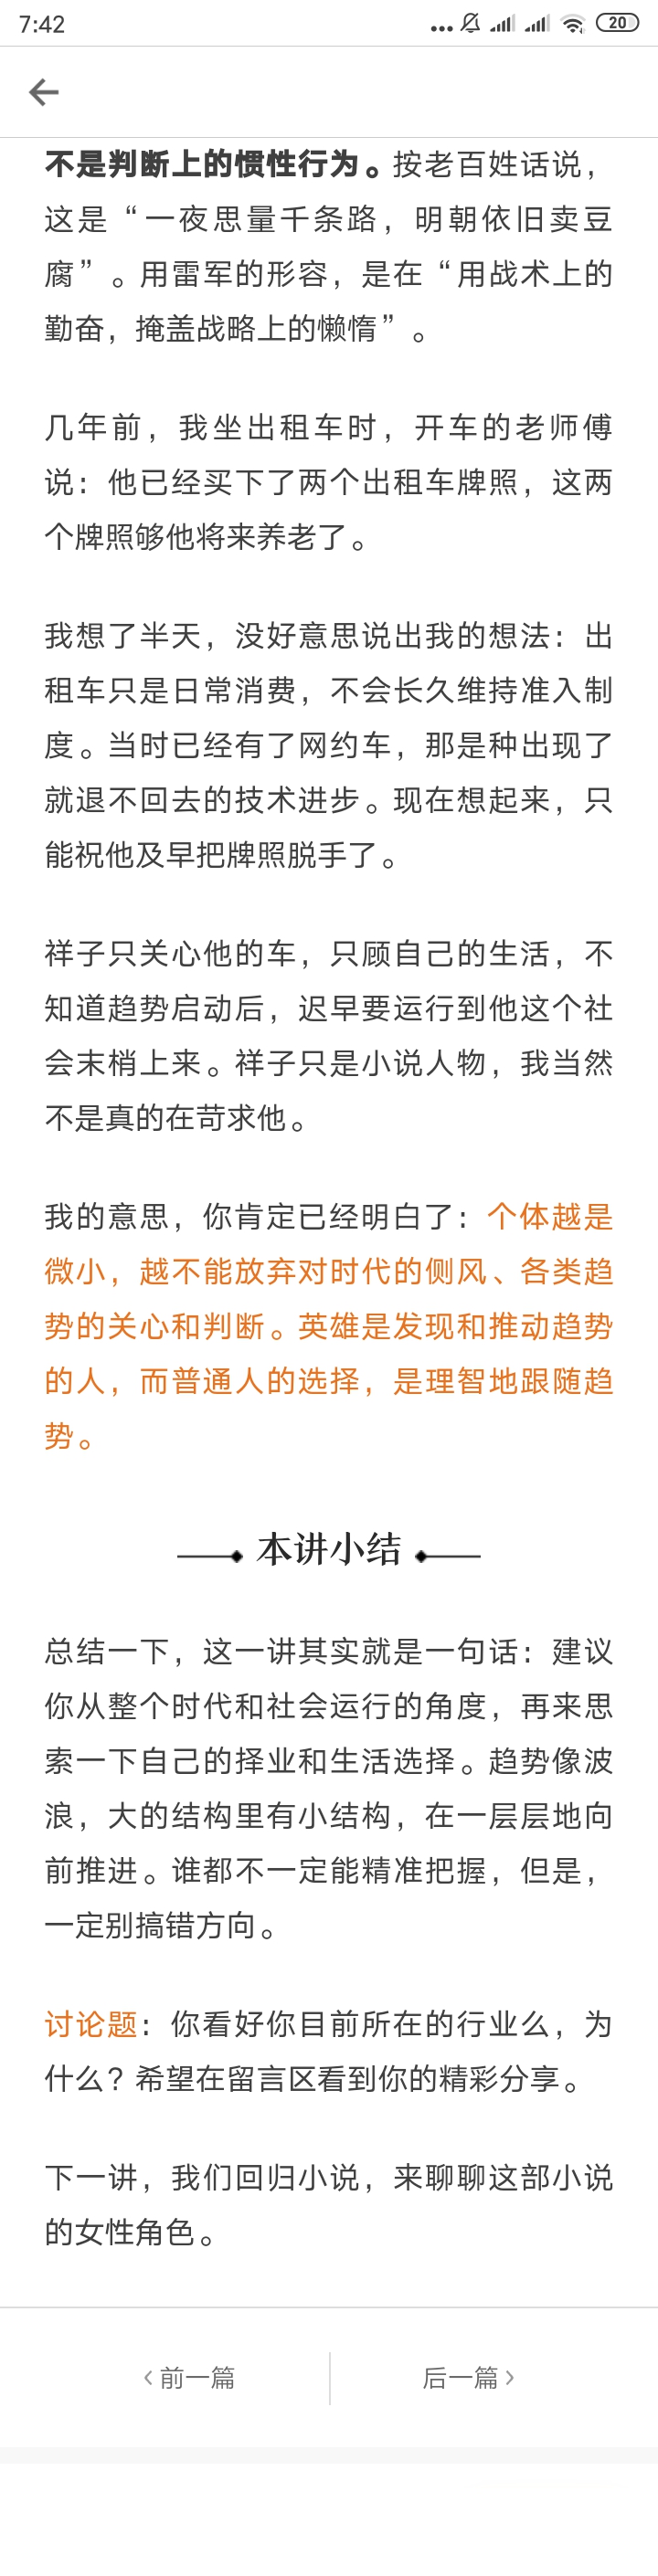 7:42
20
不是判断上的惯性行为。按老百姓话说，
这是“一夜思量千条路，明朝依旧卖豆
腐”。用雷军的形容，是在“用战术上的
勤奋，掩盖战略上的懒惰”。
几年前，我坐出租车时，开车的老师傅
说：他已经买下了两个出租车牌照，这两
个牌照够他将来养老了。
我想了半天，没好意思说出我的想法：出
租车只是日常消费，不会长久维持准入制
度。当时已经有了网约车，那是种出现了
就退不回去的技术进步。现在想起来，只
能祝他及早把牌照脱手了。
祥子只关心他的车，只顾自己的生活，不
知道趋势启动后，迟早要运行到他这个社
会末梢上来。祥子只是小说人物，我当然
不是真的在苛求他。
我的意思，你肯定已经明白了：个体越是
微小，越不能放弃对时代的侧风、各类趋
势的关心和判断。英雄是发现和推动趋势
的人，而普通人的选择，是理智地跟随趋
势。
本讲小结
总结一下，这一讲其实就是一句话：建议
你从整个时代和社会运行的角度，再来思
索一下自己的择业和生活选择。趋势像波
浪，大的结构里有小结构，在一层层地向
前推进。谁都不一定能精准把握，但是，
一定别搞错方向。
讨论题：你看好你目前所在的行业么，为
什么？希望在留言区看到你的精彩分享。
下一讲，我们回归小说，来聊聊这部小说
的女性角色。
前一篇
后一篇